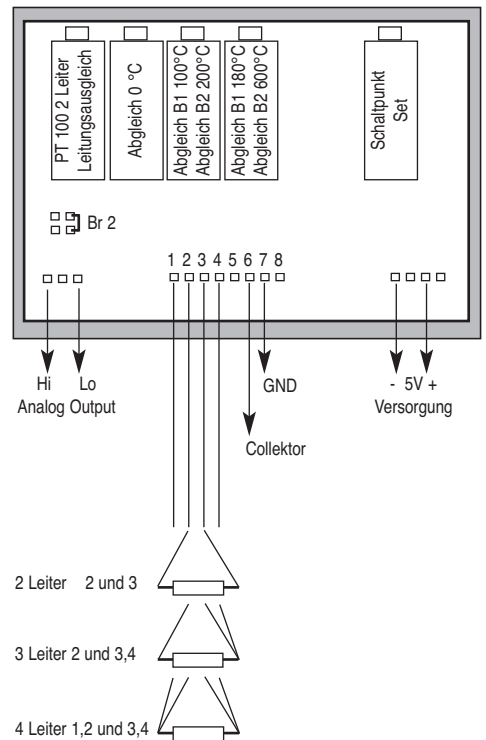 PT 100 2 Leiter
Leitungsausgleich
Abgleich 0 °C
Abgleich B1 100°C
Abgleich B2 200°C
Abgleich B1 180°C
Abgleich B2 600°C
Schaltpunkt
Set
Br 2
1 2 3 4 5 6 7 8
Hi Lo
Analog Output
GND
Collektor
- 5V +
Versorgung
2 Leiter 2 und 3
3 Leiter 2 und 3,4
4 Leiter 1,2 und 3,4